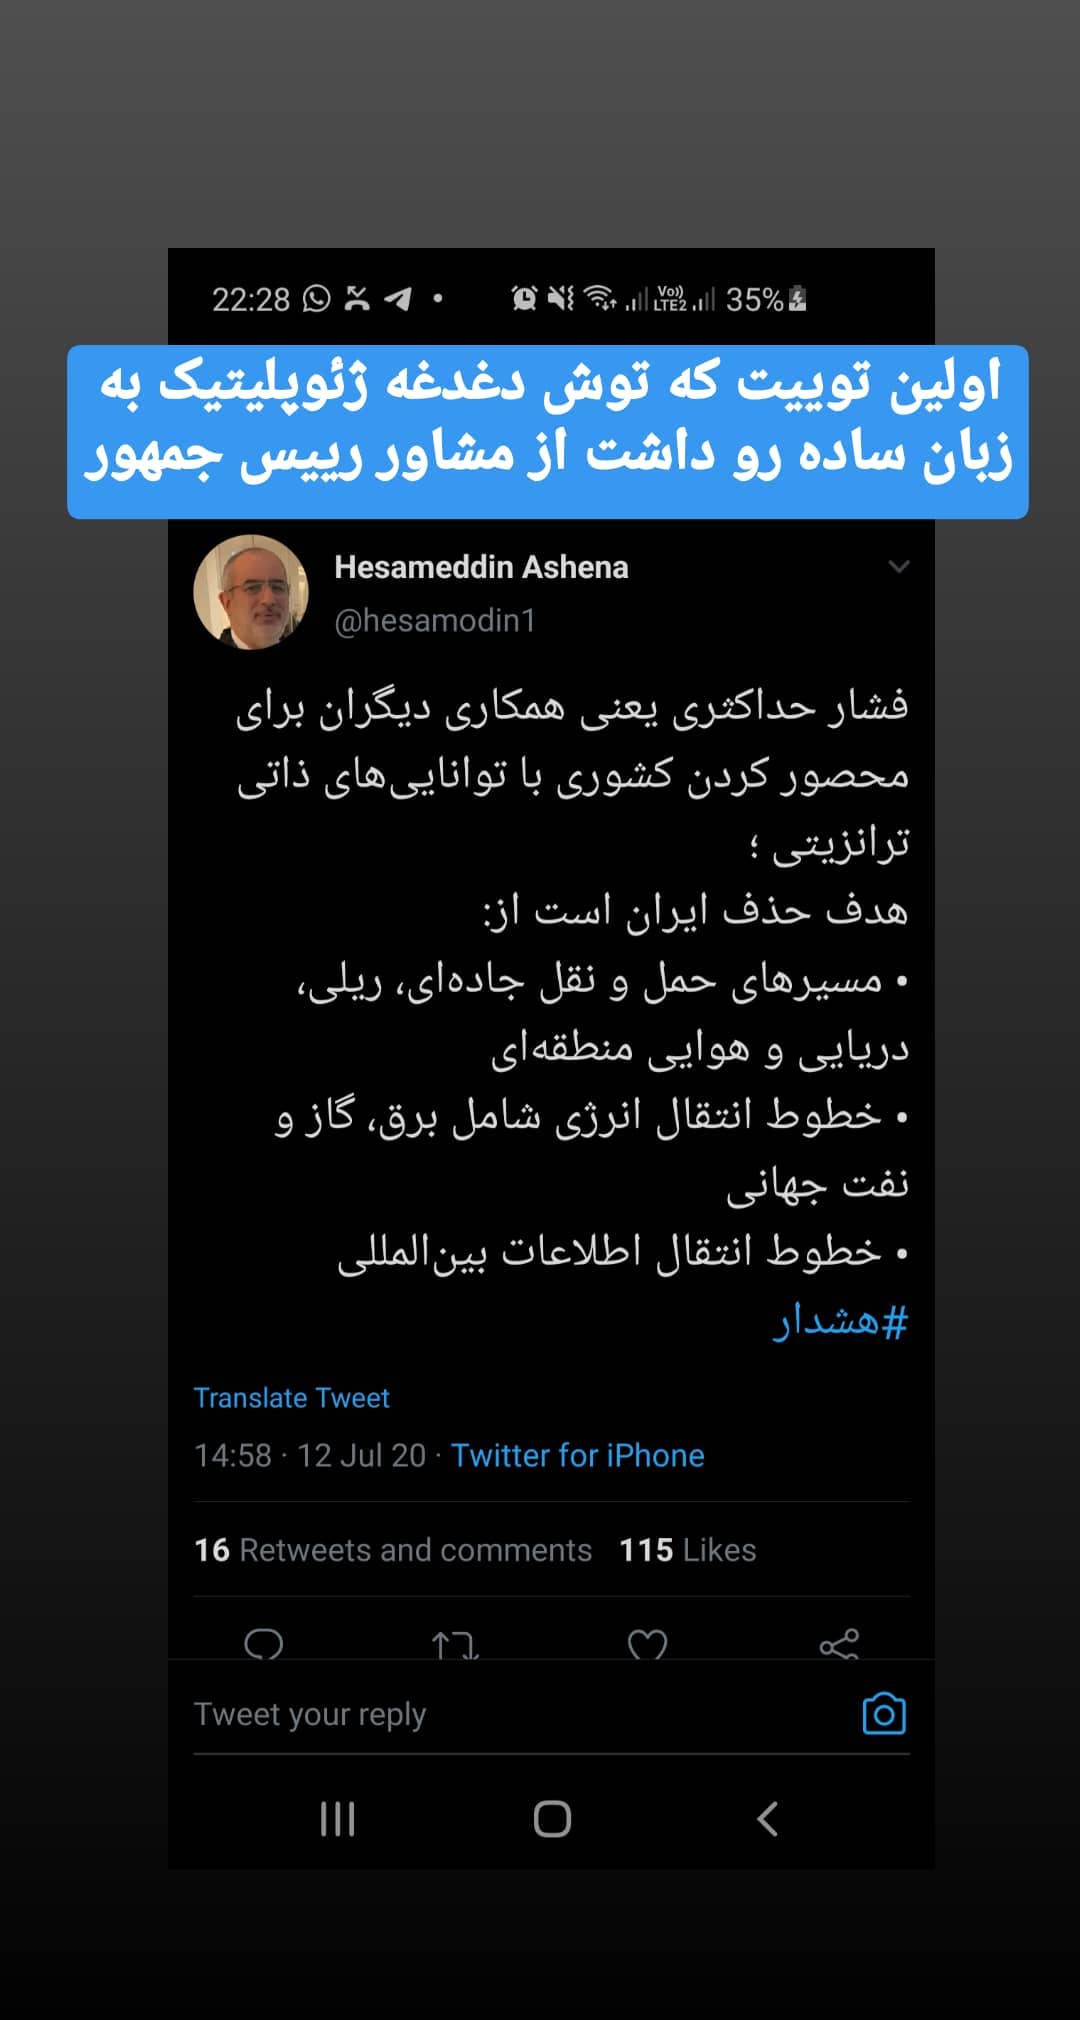 22:28
Vo))
LTE2
35%
اولین توییت که توش دغدغه ژئوپلیتیک به
زبان ساده رو داشت از مشاور رییس جمهور
Hesameddin Ashena
@hesamodin1
فشار حداکثری یعنی همکاری دیگران برای
محصور کردن کشوری با توانایی‌های ذاتی
ترانزیتی ؛
هدف حذف ایران است از:
• مسیرهای حمل و نقل جاده‌ای، ریلی،
دریایی و هوایی منطقه‌ای
• خطوط انتقال انرژی شامل برق، گاز و
نفت جهانی
• خطوط انتقال اطلاعات بین‌المللی
#هشدار
Translate Tweet
14:58 · 12 Jul 20 · Twitter for iPhone
16 Retweets and comments 115 Likes
Tweet your reply